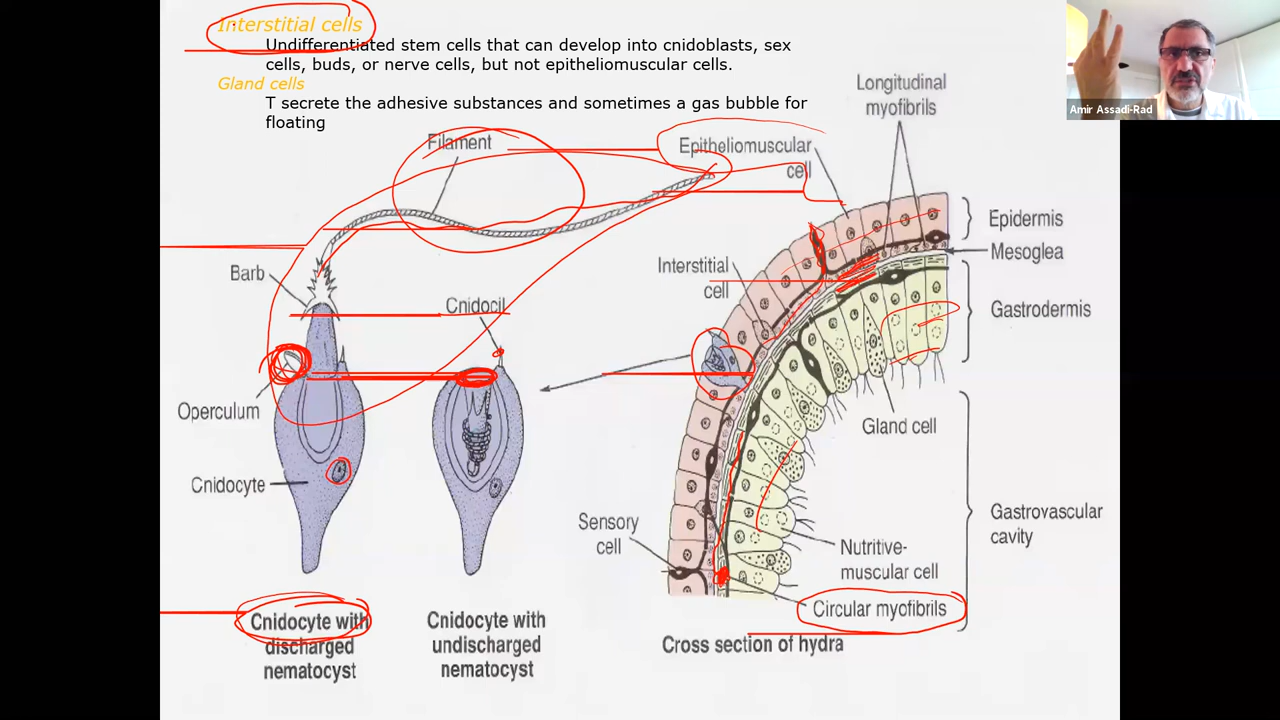 Interstitial cells
Undifferentiated stem cells that can develop into cnidoblasts, sex
cells, buds, or nerve cells, but not epitheliomuscular cells.
Gland cells
T secrete the adhesive substances and sometimes a gas bubble for
floating
Amir Assadi-Rad
Filament
Barb
Cnidocil
Operculum
Cnidocyte
Cnidocyte with
discharged
nematocyst
Cnidocyte with
undischarged
nematocyst
Longitudinal
myofibrils
Epitheliomuscular
cell
Epidermis
Mesoglea
Interstitial
cell
Gastrodermis
Gland cell
Sensory
cell
Gastrovascular
cavity
Nutritive-
muscular cell
Circular myofibrils
Cross section of hydra